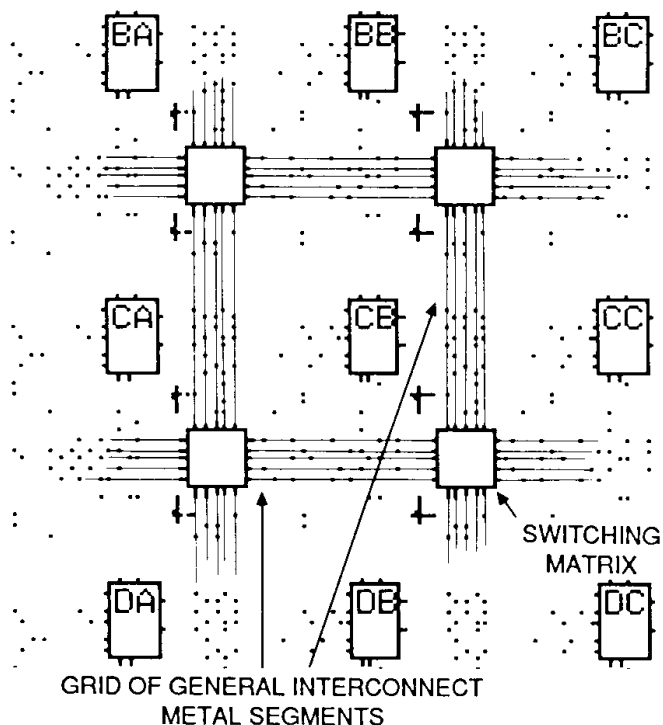 BA BB BC
CA CB CC
SWITCHING
MATRIX
DA DB DC
GRID OF GENERAL INTERCONNECT
METAL SEGMENTS